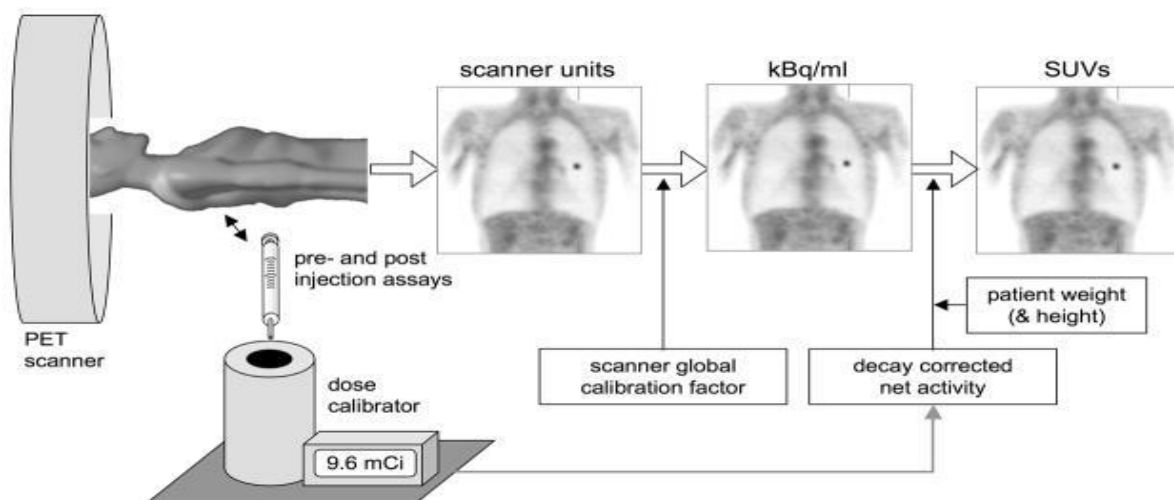 scanner units
kBq/ml
SUVs
pre- and post
injection assays
PET
scanner
dose
calibrator
9.6 mCi
scanner global
calibration factor
patient weight
(& height)
decay corrected
net activity